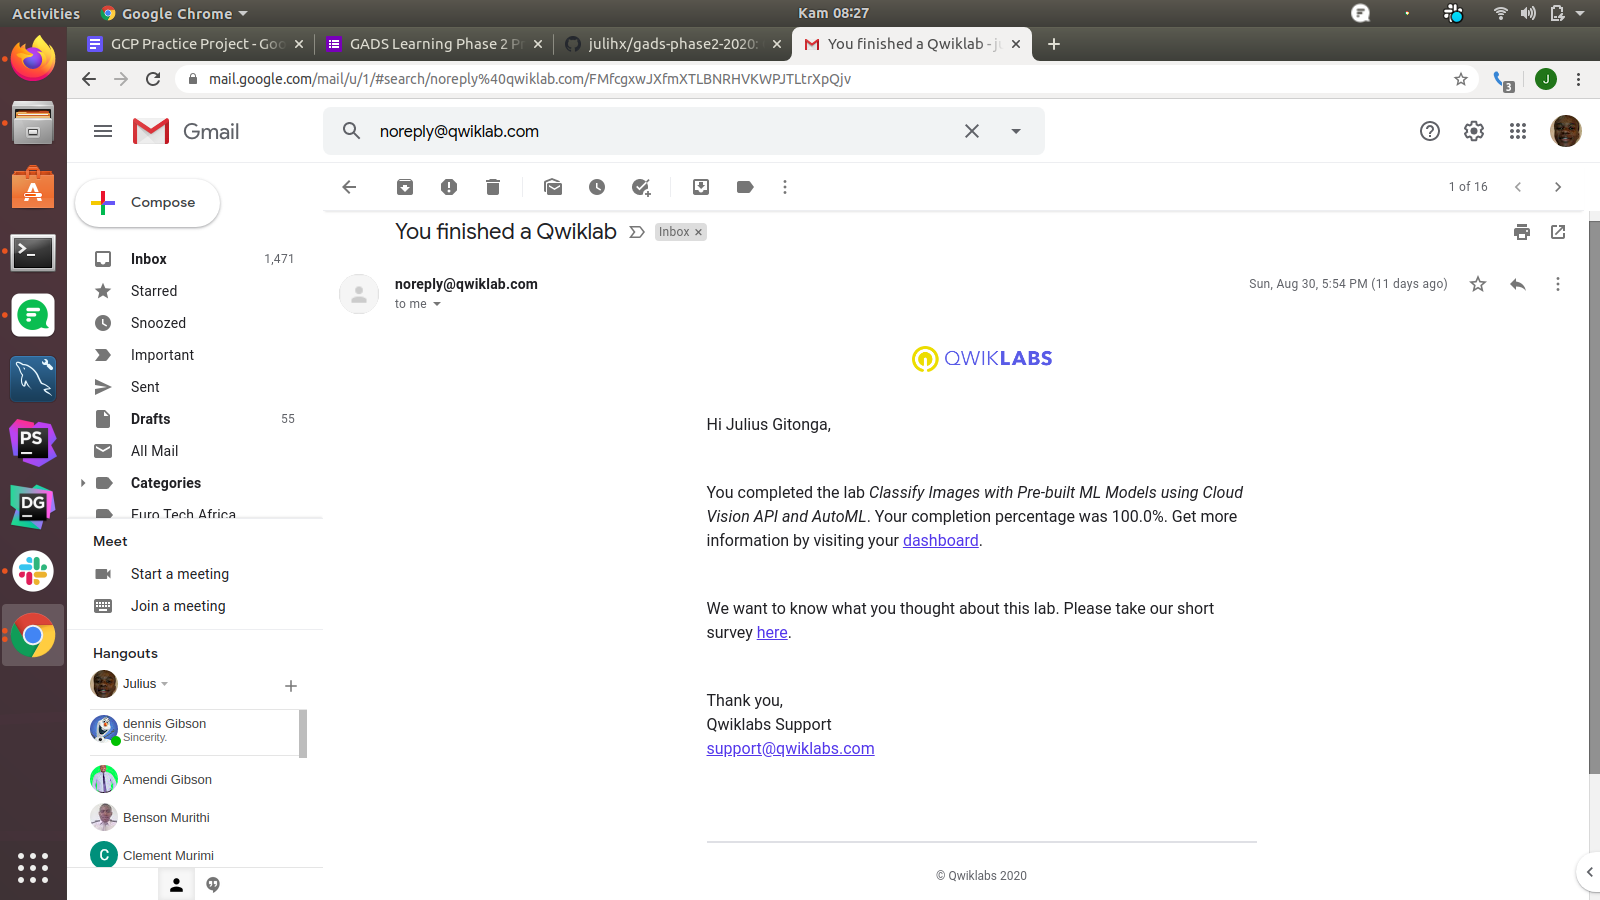 Activities
Google Chrome
Kam 08:27
GCP Practice Project - Goo
GADS Learning Phase 2 Pr
julihx/gads-phase2-2020:
You finished a Qwiklab - ju
mail.google.com/mail/u/1/#search/noreply%40qwiklab.com/FMfcgxwJXfmXTLBNRHVKWPJTLtrXpQjv
3
J
Gmail
noreply@qwiklab.com
Compose
1 of 16
You finished a Qwiklab
Inbox
Inbox 1,471
Starred
Snoozed
Important
Sent
Drafts 55
All Mail
Categories
Euro Tech Africa
Meet
Start a meeting
Join a meeting
Hangouts
Julius
dennis Gibson
Sincerity.
Amendi Gibson
Benson Murithi
C
Clement Murimi
noreply@qwiklab.com
Sun, Aug 30, 5:54 PM (11 days ago)
to me
QWIKLABS
Hi Julius Gitonga,
You completed the lab Classify Images with Pre-built ML Models using Cloud
Vision API and AutoML. Your completion percentage was 100.0%. Get more
information by visiting your dashboard.
We want to know what you thought about this lab. Please take our short
survey here.
Thank you,
Qwiklabs Support
support@qwiklabs.com
© Qwiklabs 2020
PS
DG